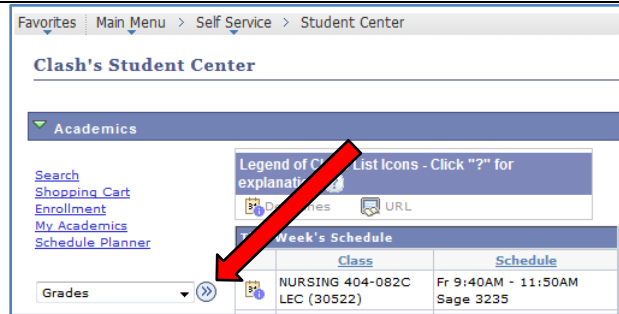 Favorites Main Menu > Self Service > Student Center
Clash's Student Center
Academics
Search
Shopping Cart
Enrollment
My Academics
Schedule Planner
Grades
Legend of List Icons - Click "?" for
?
URL
Week's Schedule
Class Schedule
NURSING 404-082C
LEC (30522)
Fr 9:40AM - 11:50AM
Sage 3235